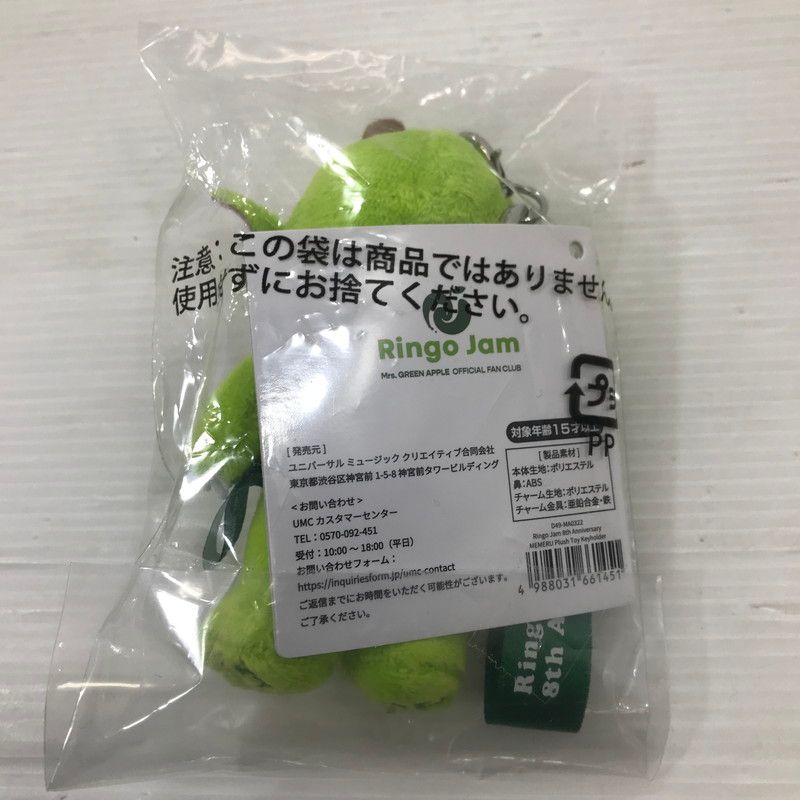 注意：この袋は商品ではありません
使用せずにお捨てください。
Ringo Jam
Mrs. GREEN APPLE OFFICIAL FAN CLUB
プラ
PP
対象年齢15才以上
[発売元]
ユニバーサル ミュージック クリエイティブ合同会社
東京都渋谷区神宮前 1-5-8 神宮前タワービルディング
<お問い合わせ>
UMC カスタマーセンター
TEL：0570-092-451
受付：10:00 ～ 18:00（平日）
お問い合わせフォーム：
https://inquiriesform.jp/umc-contact
ご返信までにお時間をいただく可能性がございます。
ご了承ください。
[製品素材]
本体生地：ポリエステル
鼻：ABS
チャーム生地：ポリエステル
チャーム金具：亜鉛合金・鉄
D49-MA0322
Ringo Jam 8th Anniversary
MEMERU Plush Toy Keyholder
4 988031 661451
Ring
8th A